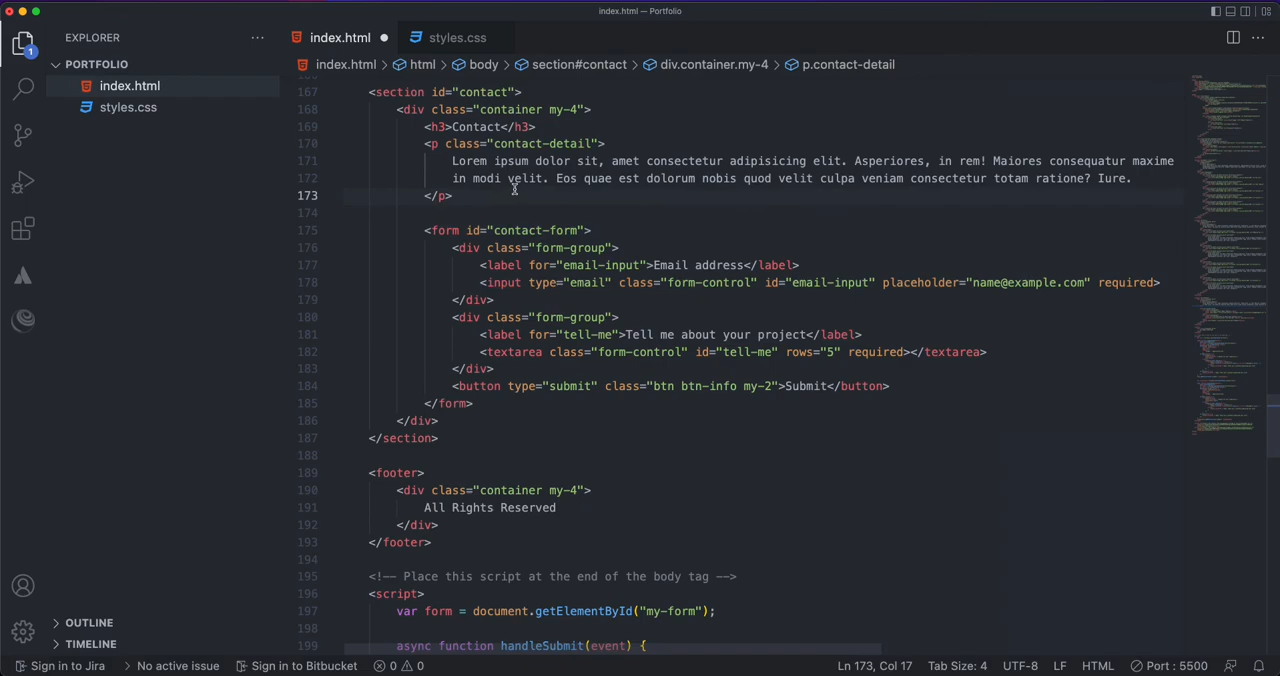 index.html — Portfolio
EXPLORER
index.html
styles.css
PORTFOLIO
index.html > html > body > section#contact > div.container.my-4 > p.contact-detail
index.html
styles.css
1
167 <section id="contact">
168 <div class="container my-4">
169 <h3>Contact</h3>
170 <p class="contact-detail">
171 Lorem ipsum dolor sit, amet consectetur adipisicing elit. Asperiores, in rem! Maiores consequatur maxime
172 in modi velit. Eos quae est dolorum nobis quod velit culpa veniam consectetur totam ratione? Iure.
173 </p>
174
175 <form id="contact-form">
176 <div class="form-group">
177 <label for="email-input">Email address</label>
178 <input type="email" class="form-control" id="email-input" placeholder="name@example.com" required>
179 </div>
180 <div class="form-group">
181 <label for="tell-me">Tell me about your project</label>
182 <textarea class="form-control" id="tell-me" rows="5" required></textarea>
183 </div>
184 <button type="submit" class="btn btn-info my-2">Submit</button>
185 </form>
186 </div>
187 </section>
188
189 <footer>
190 <div class="container my-4">
191 All Rights Reserved
192 </div>
193 </footer>
194
195 <!-- Place this script at the end of the body tag -->
196 <script>
197 var form = document.getElementById("my-form");
198
199 async function handleSubmit(event) {
OUTLINE
TIMELINE
Sign in to Jira
No active issue
Sign in to Bitbucket
0 0
Ln 173, Col 17
Tab Size: 4
UTF-8
LF
HTML
Port : 5500